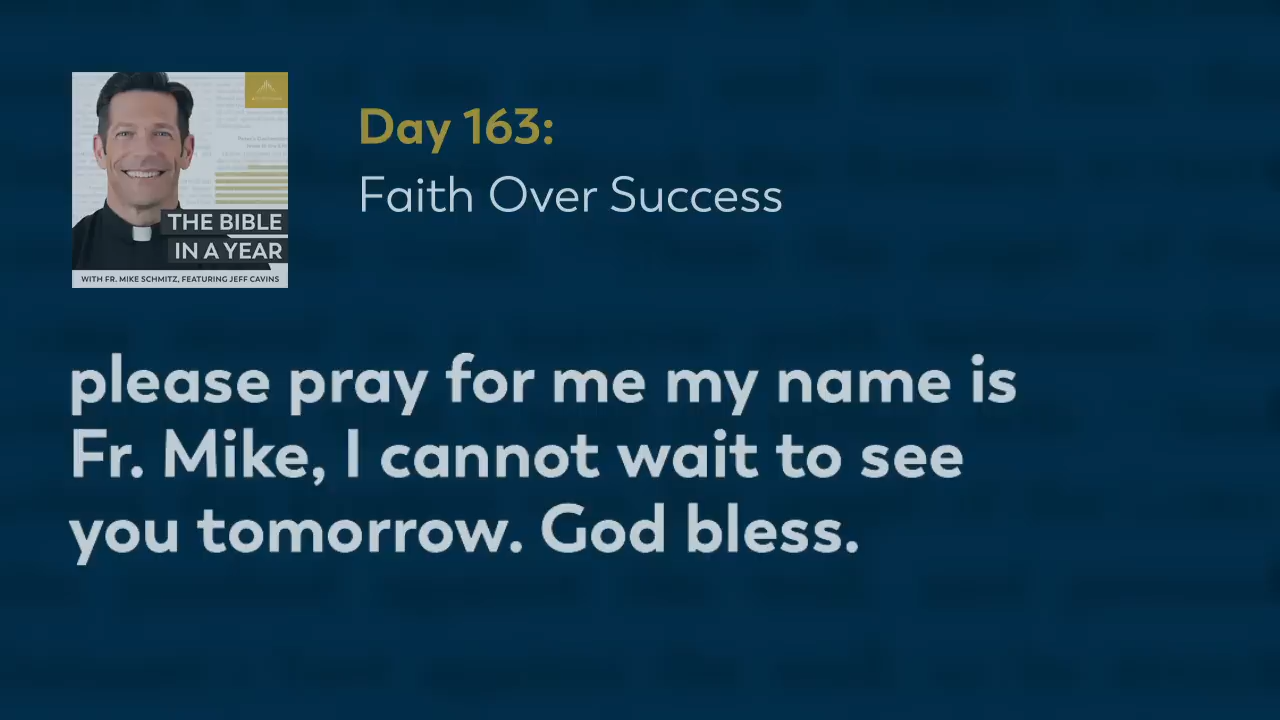 Day 163:
Faith Over Success
THE BIBLE
IN A YEAR
WITH FR. MIKE SCHMITZ, FEATURING JEFF CAVINS
please pray for me my name is
Fr. Mike, I cannot wait to see
you tomorrow. God bless.